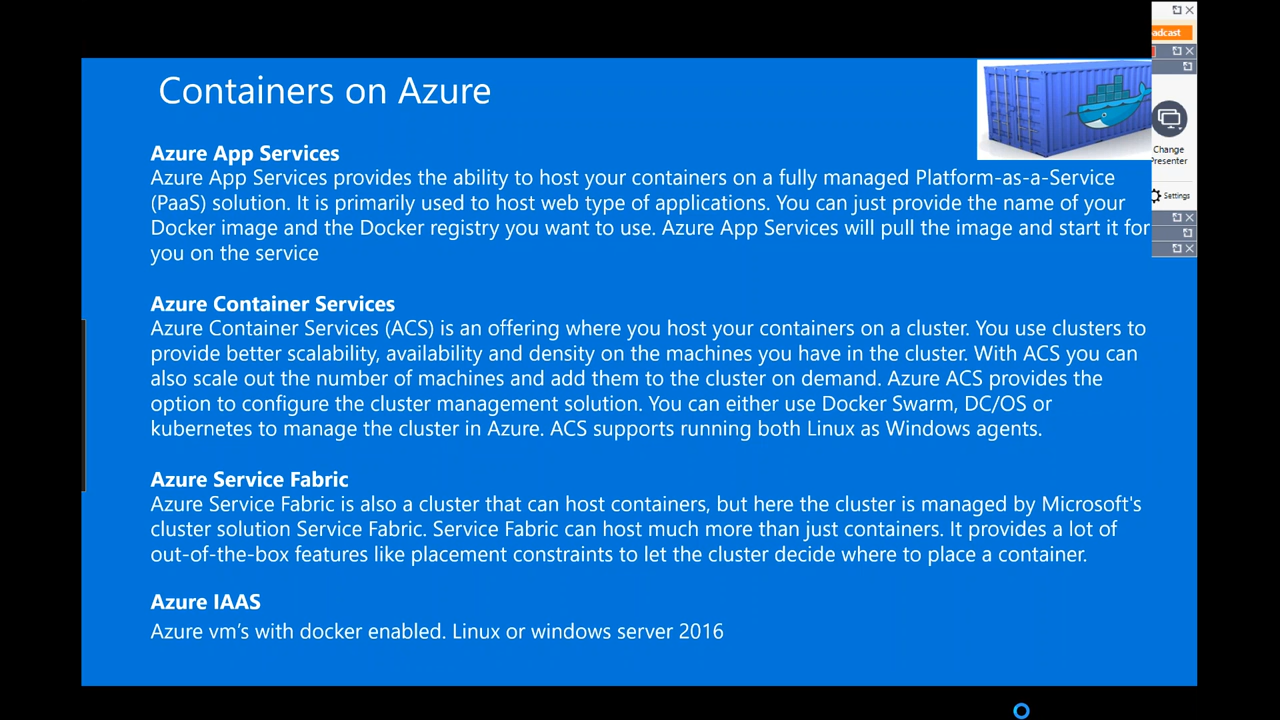 Containers on Azure
adcast
Change
Presenter
Settings
Azure App Services
Azure App Services provides the ability to host your containers on a fully managed Platform-as-a-Service
(PaaS) solution. It is primarily used to host web type of applications. You can just provide the name of your
Docker image and the Docker registry you want to use. Azure App Services will pull the image and start it for
you on the service
Azure Container Services
Azure Container Services (ACS) is an offering where you host your containers on a cluster. You use clusters to
provide better scalability, availability and density on the machines you have in the cluster. With ACS you can
also scale out the number of machines and add them to the cluster on demand. Azure ACS provides the
option to configure the cluster management solution. You can either use Docker Swarm, DC/OS or
kubernetes to manage the cluster in Azure. ACS supports running both Linux as Windows agents.
Azure Service Fabric
Azure Service Fabric is also a cluster that can host containers, but here the cluster is managed by Microsoft's
cluster solution Service Fabric. Service Fabric can host much more than just containers. It provides a lot of
out-of-the-box features like placement constraints to let the cluster decide where to place a container.
Azure IAAS
Azure vm’s with docker enabled. Linux or windows server 2016